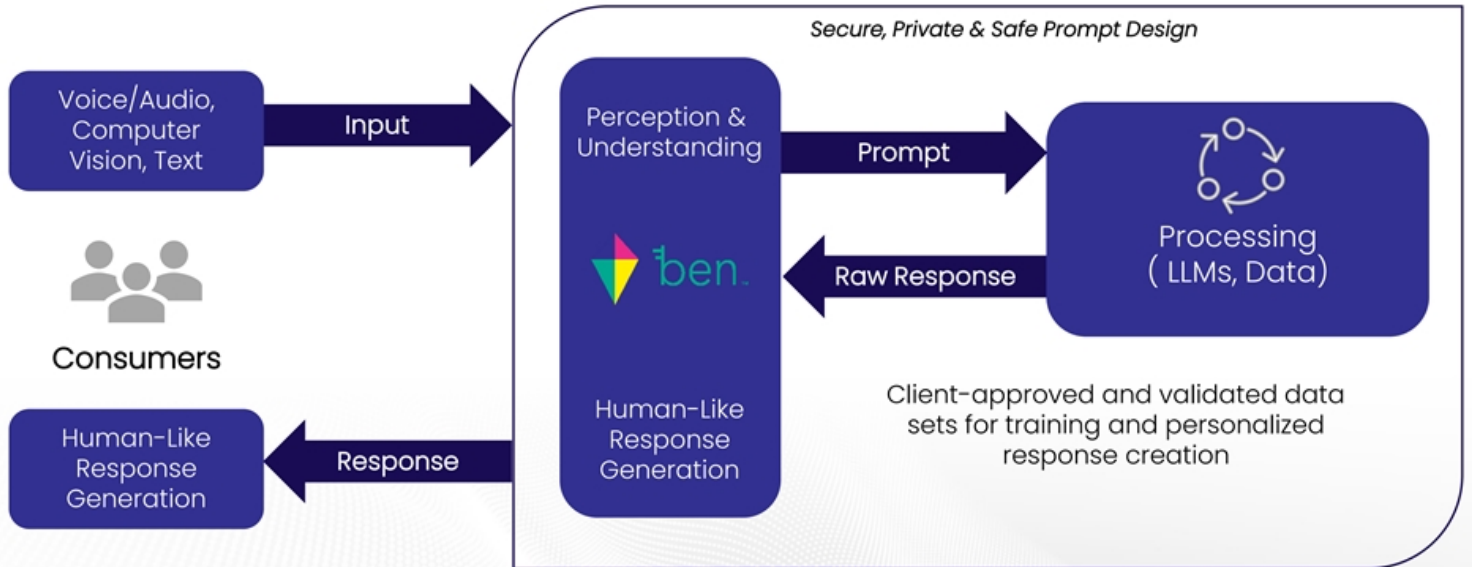 Secure, Private & Safe Prompt Design
Voice/Audio,
Computer
Vision, Text
Input
Perception &
Understanding
Prompt
Processing
( LLMs, Data)
ben
Raw Response
Consumers
Human-Like
Response
Generation
Response
Human-Like
Response
Generation
Client-approved and validated data
sets for training and personalized
response creation